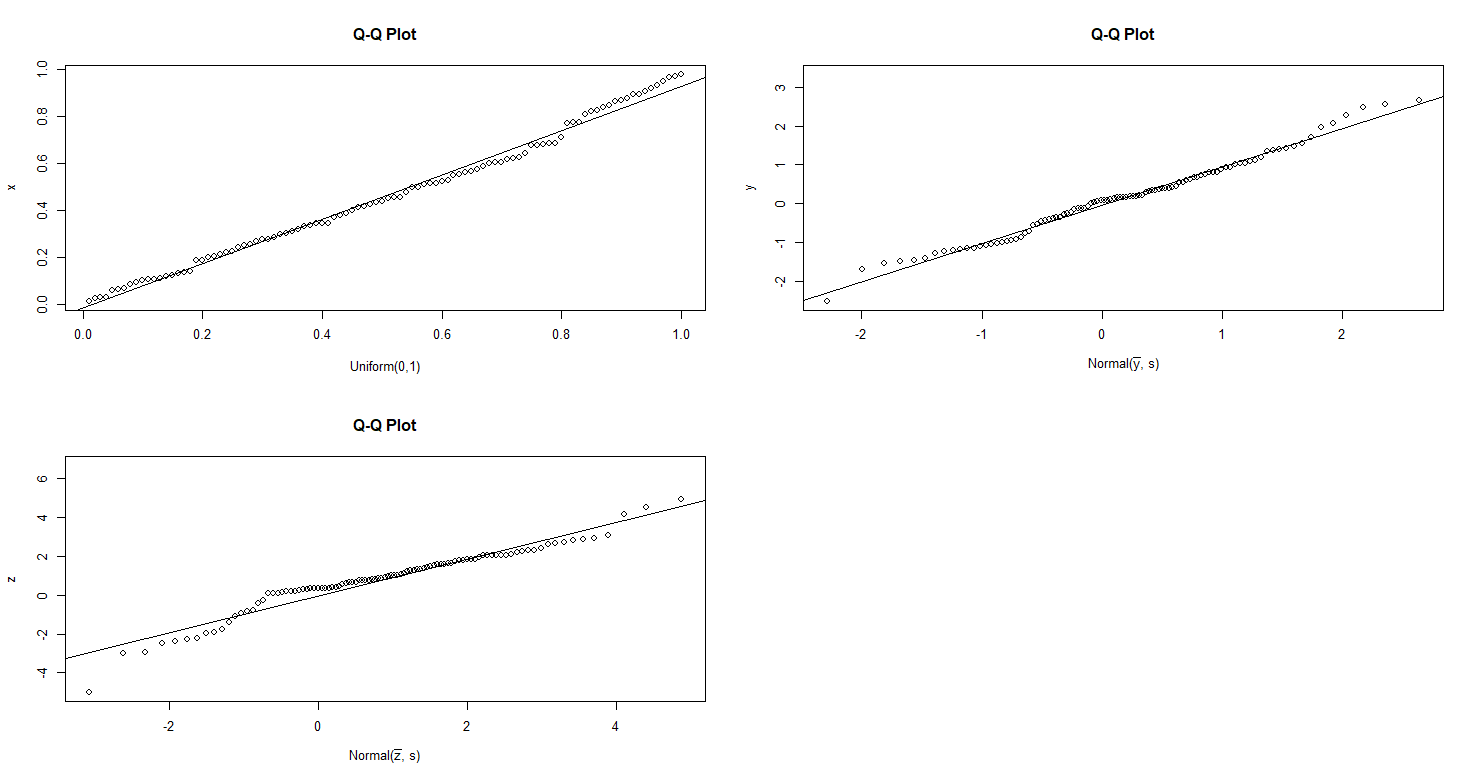 Q-Q Plot
1.0
0.8
0.6
0.4
0.2
0.0
x
0.0 0.2 0.4 0.6 0.8 1.0
Uniform(0,1)
Q-Q Plot
3
2
1
0
-1
-2
y
-2 -1 0 1 2
Normal(y̅, s)
Q-Q Plot
6
4
2
0
-2
-4
z
-2 0 2 4
Normal(z̅, s)